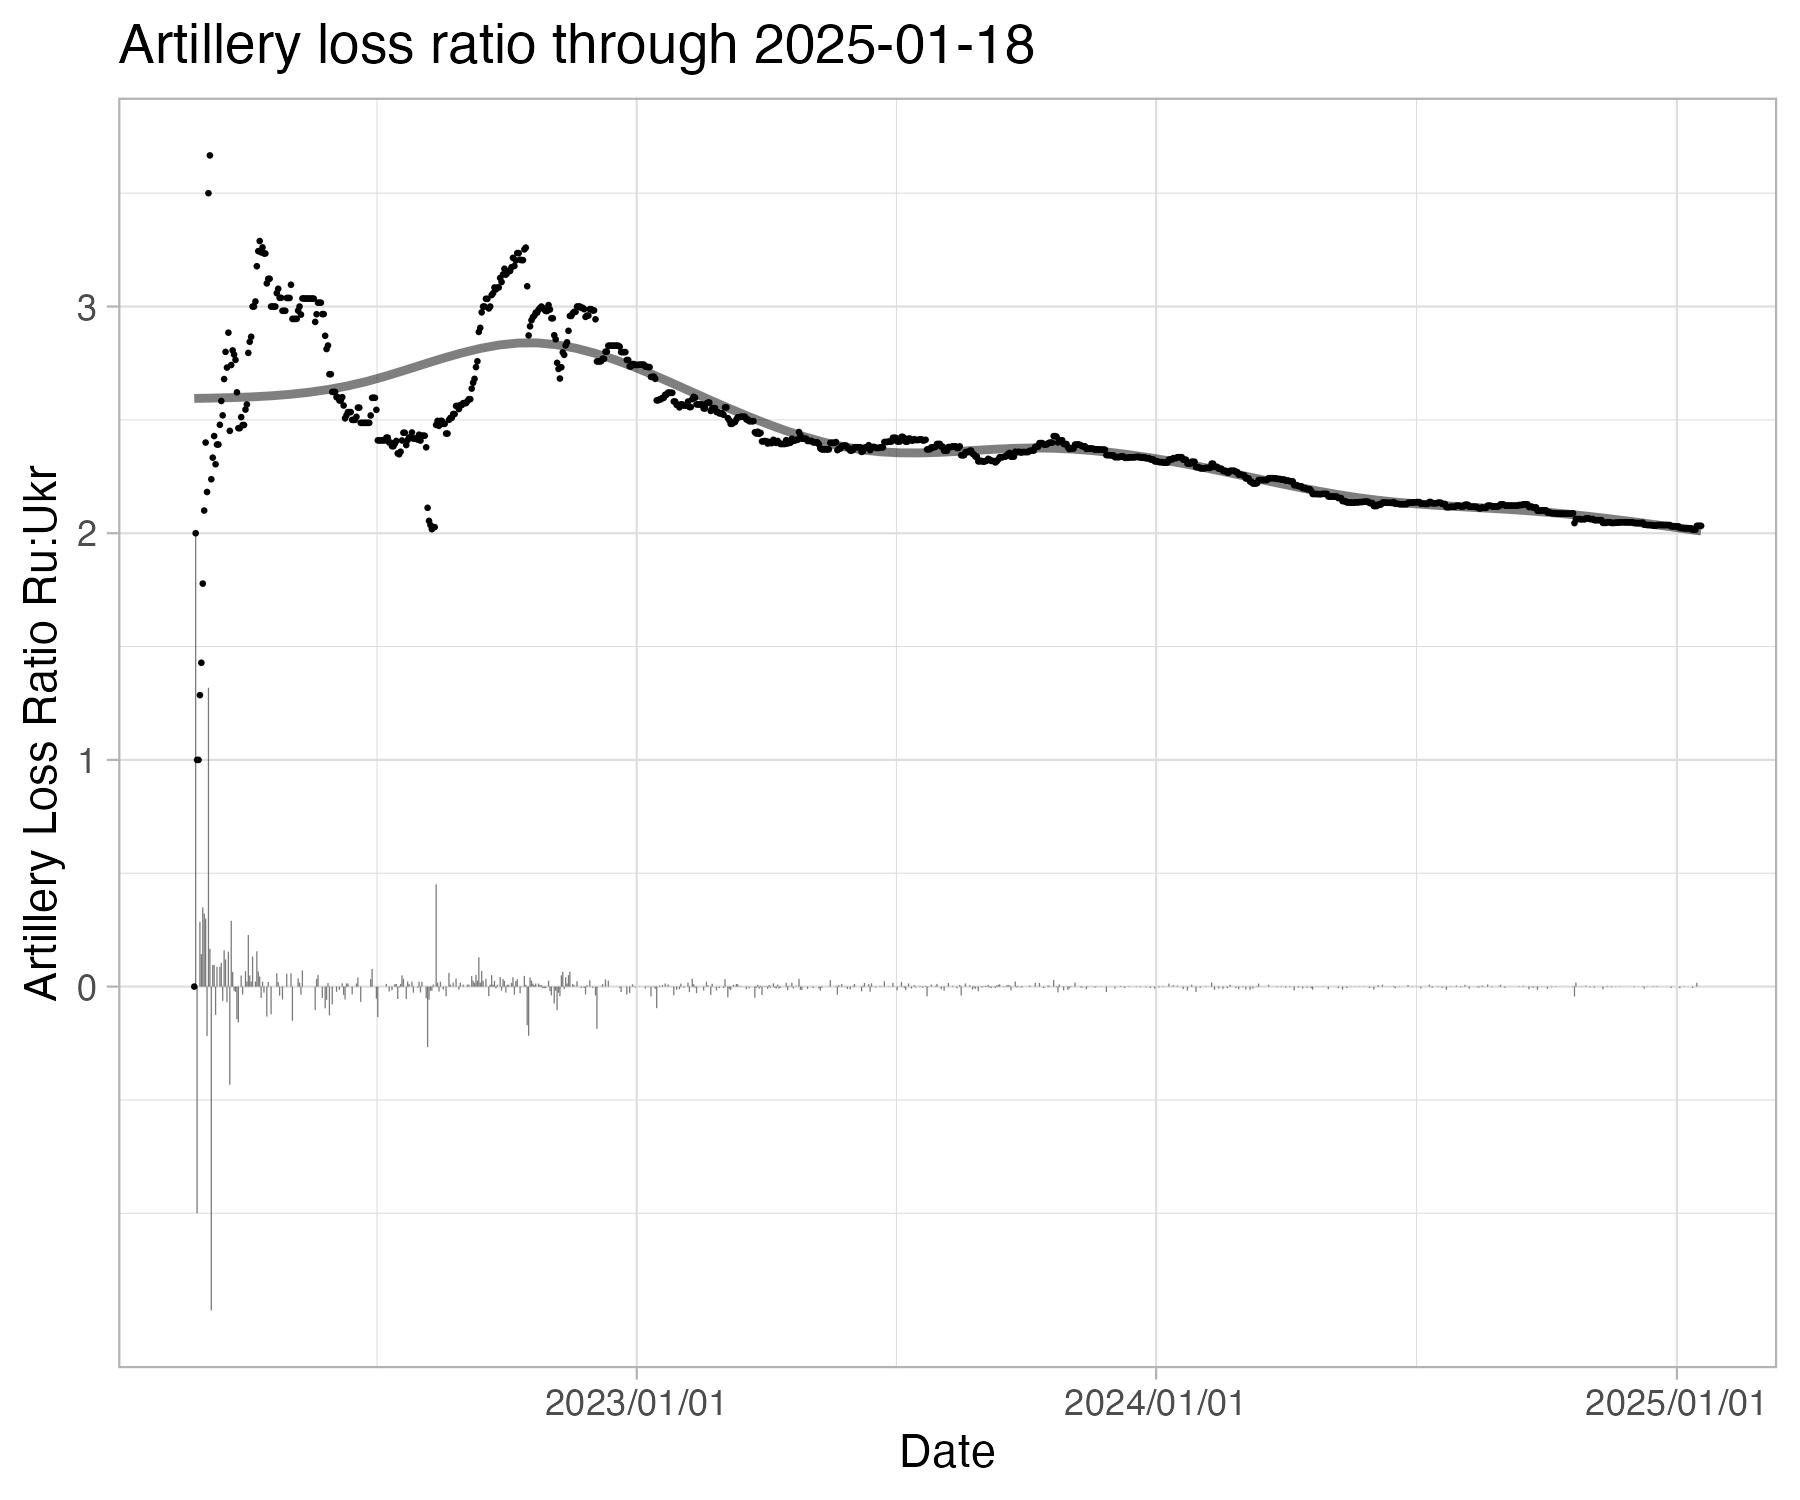 Artillery loss ratio through 2025-01-18
Artillery Loss Ratio Ru:Ukr
3
2
1
0
2023/01/01
2024/01/01
2025/01/01
Date